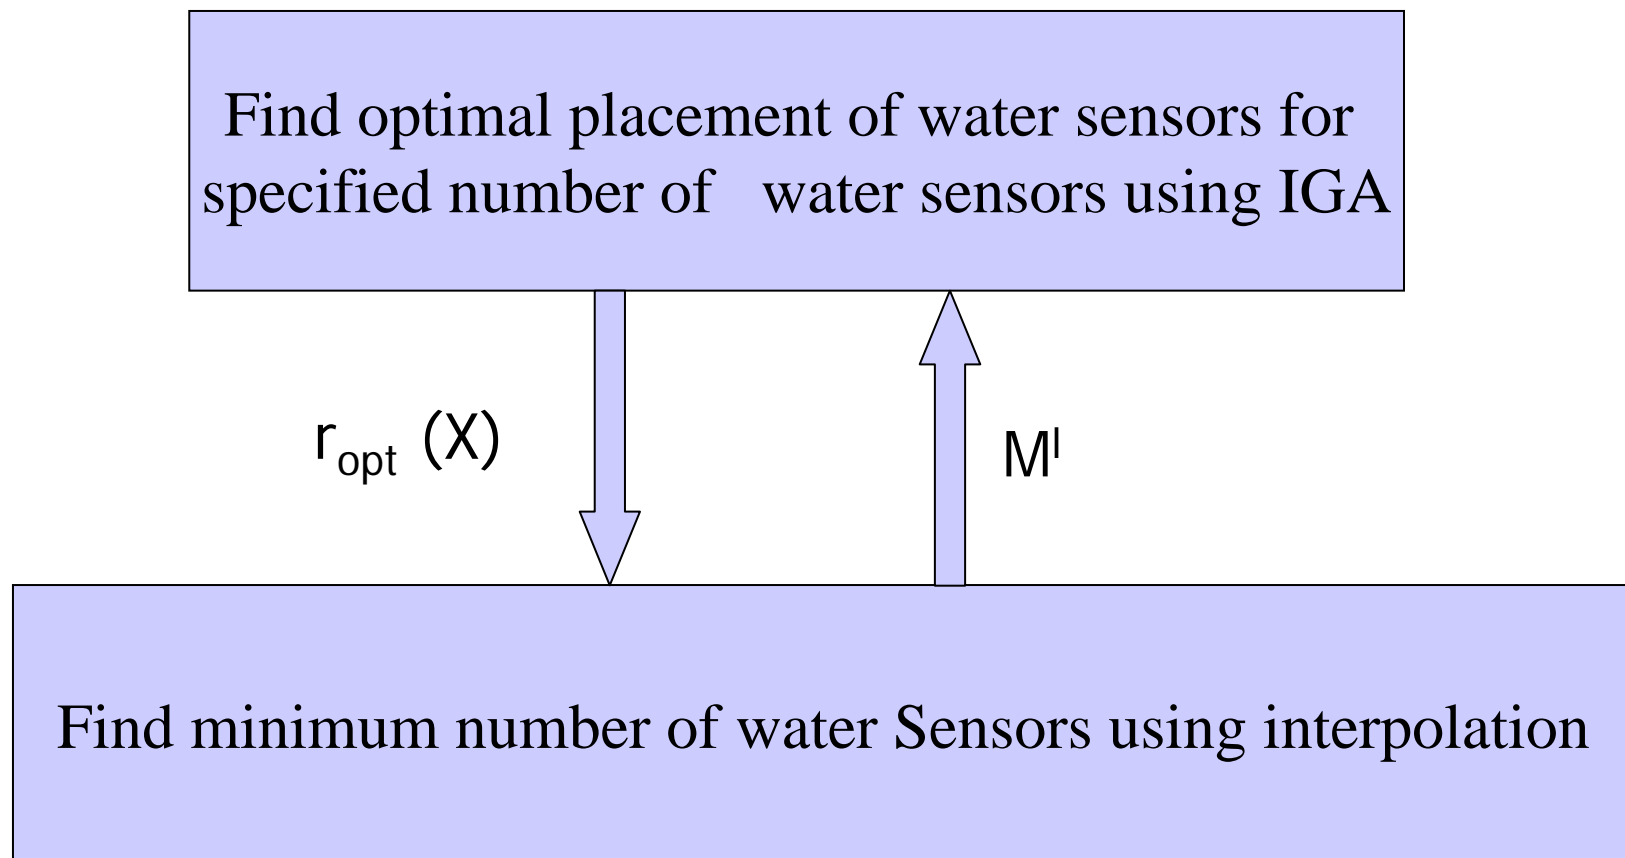 Find optimal placement of water sensors for
specified number of water sensors using IGA
r_opt (X)
M^l
Find minimum number of water Sensors using interpolation